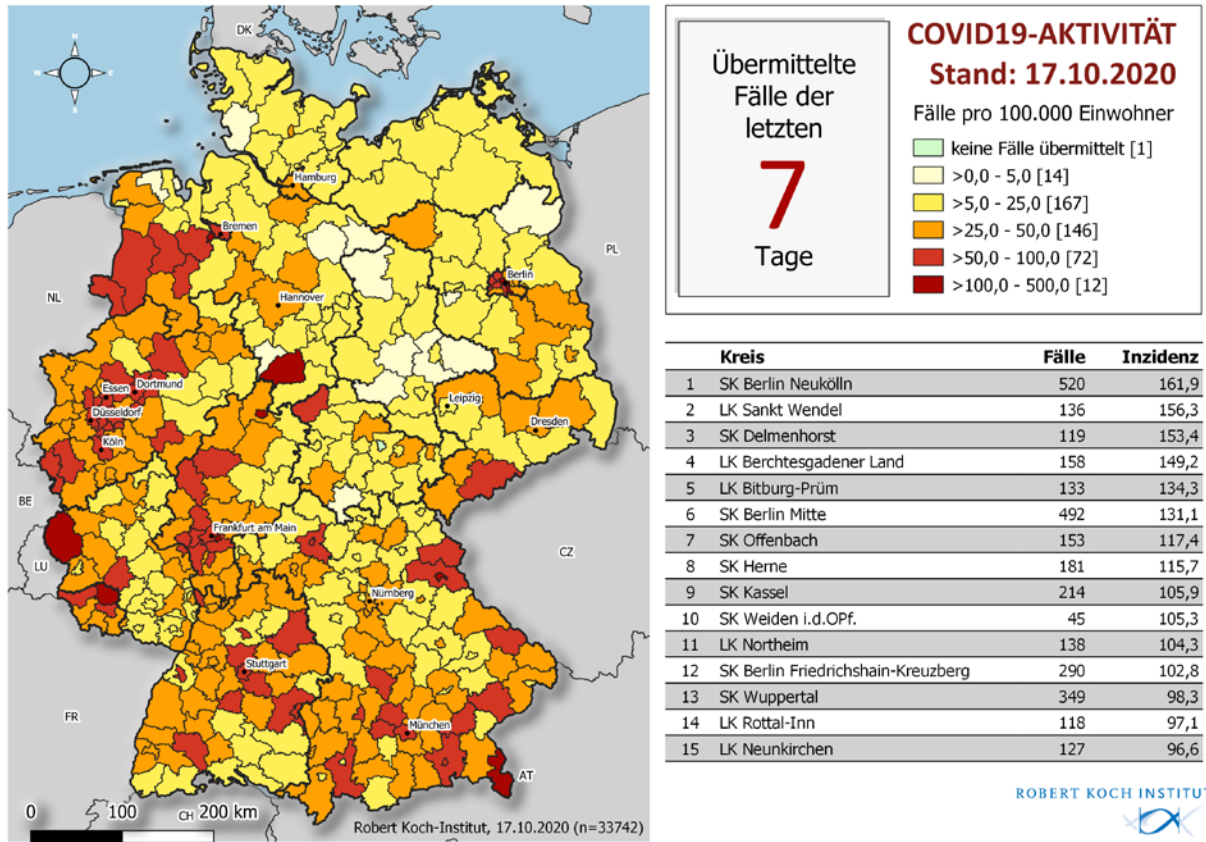 DK
N
W E
S
Hamburg
Bremen
PL
Berlin
NL
Hannover
Essen Dortmund
Düsseldorf
Leipzig
Dresden
Köln
BE
Frankfurt am Main
CZ
LU
Nürnberg
Stuttgart
FR
München
AT
0 100 CH 200 km
Robert Koch-Institut, 17.10.2020 (n=33742)
Übermittelte
Fälle der
letzten
7
Tage
COVID19-AKTIVITÄT
Stand: 17.10.2020
Fälle pro 100.000 Einwohner
keine Fälle übermittelt [1]
>0,0 - 5,0 [14]
>5,0 - 25,0 [167]
>25,0 - 50,0 [146]
>50,0 - 100,0 [72]
>100,0 - 500,0 [12]
Kreis Fälle Inzidenz
1 SK Berlin Neukölln 520 161,9
2 LK Sankt Wendel 136 156,3
3 SK Delmenhorst 119 153,4
4 LK Berchtesgadener Land 158 149,2
5 LK Bitburg-Prüm 133 134,3
6 SK Berlin Mitte 492 131,1
7 SK Offenbach 153 117,4
8 SK Herne 181 115,7
9 SK Kassel 214 105,9
10 SK Weiden i.d.OPf. 45 105,3
11 LK Northeim 138 104,3
12 SK Berlin Friedrichshain-Kreuzberg 290 102,8
13 SK Wuppertal 349 98,3
14 LK Rottal-Inn 118 97,1
15 LK Neunkirchen 127 96,6
ROBERT KOCH INSTITU